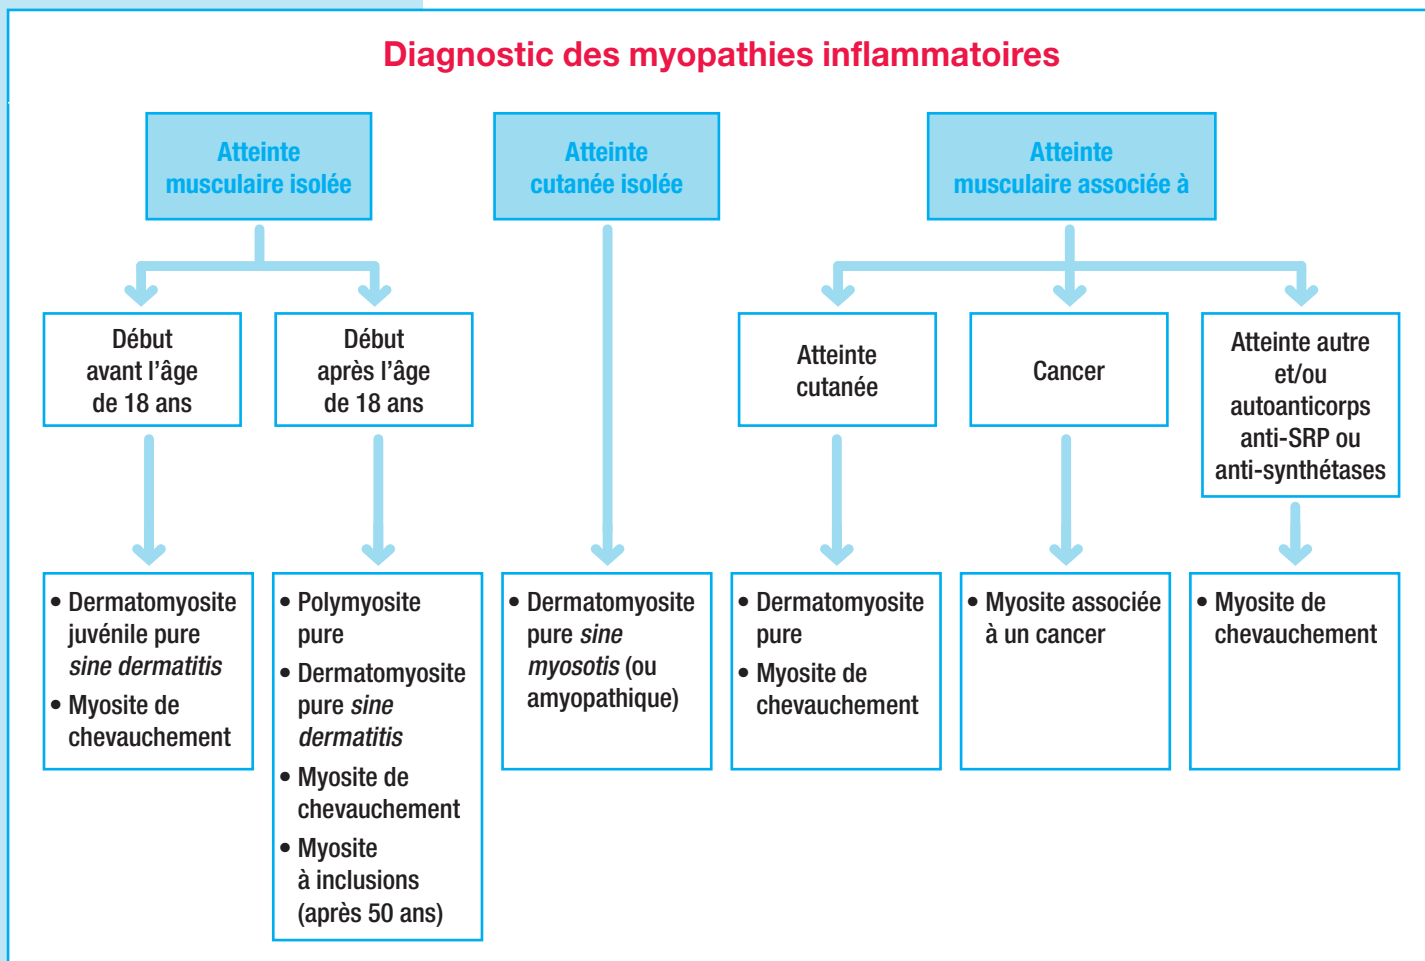 Diagnostic des myopathies inflammatoires
Atteinte
musculaire isolée
Atteinte
cutanée isolée
Atteinte
musculaire associée à
Début
avant l'âge
de 18 ans
Début
après l'âge
de 18 ans
Atteinte
cutanée
Cancer
Atteinte autre
et/ou
autoanticorps
anti-SRP ou
anti-synthétases
• Dermatomyosite
juvénile pure
sine dermatitis
• Myosite de
chevauchement
• Polymyosite
pure
• Dermatomyosite
pure sine
dermatitis
• Myosite de
chevauchement
• Myosite
à inclusions
(après 50 ans)
• Dermatomyosite
pure sine
myosotis (ou
amyopathique)
• Dermatomyosite
pure
• Myosite de
chevauchement
• Myosite associée
à un cancer
• Myosite de
chevauchement